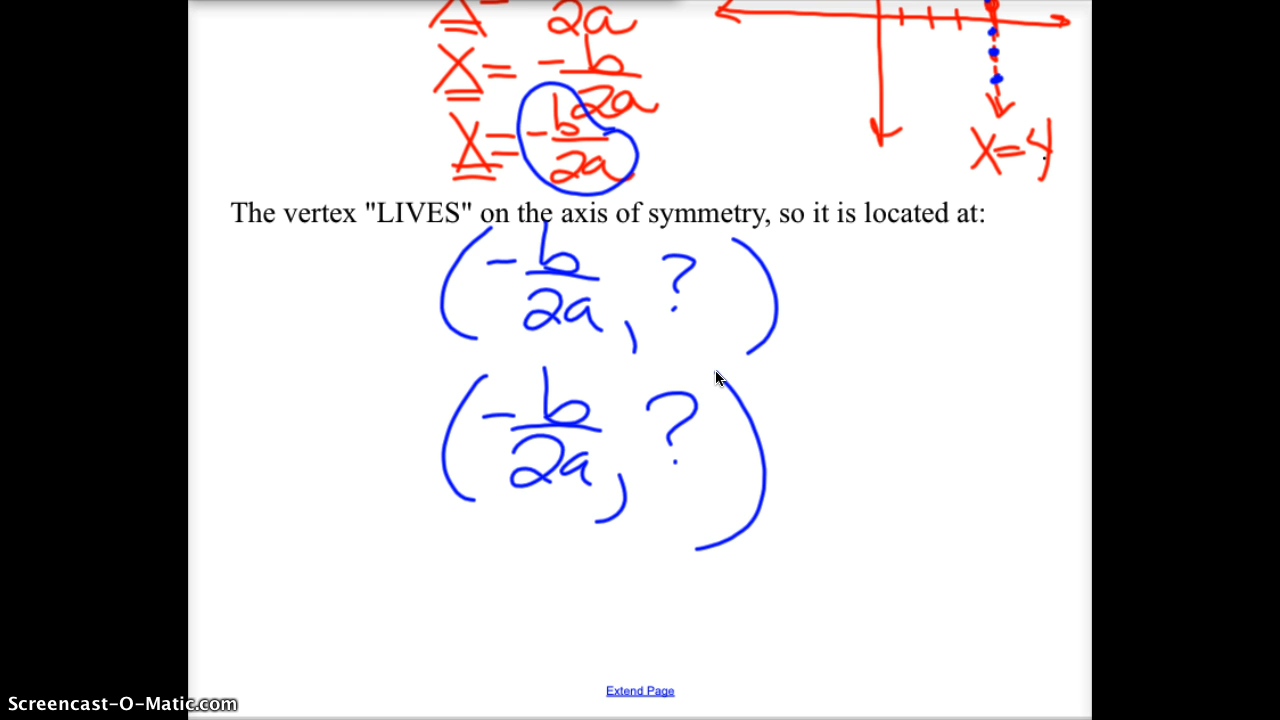 X = -b/2a
X = -b/2a
X = -b/2a
X=4
The vertex "LIVES" on the axis of symmetry, so it is located at:
(-b/2a, ?)
(-b/2a, ?)
Extend Page
Screencast-O-Matic.com